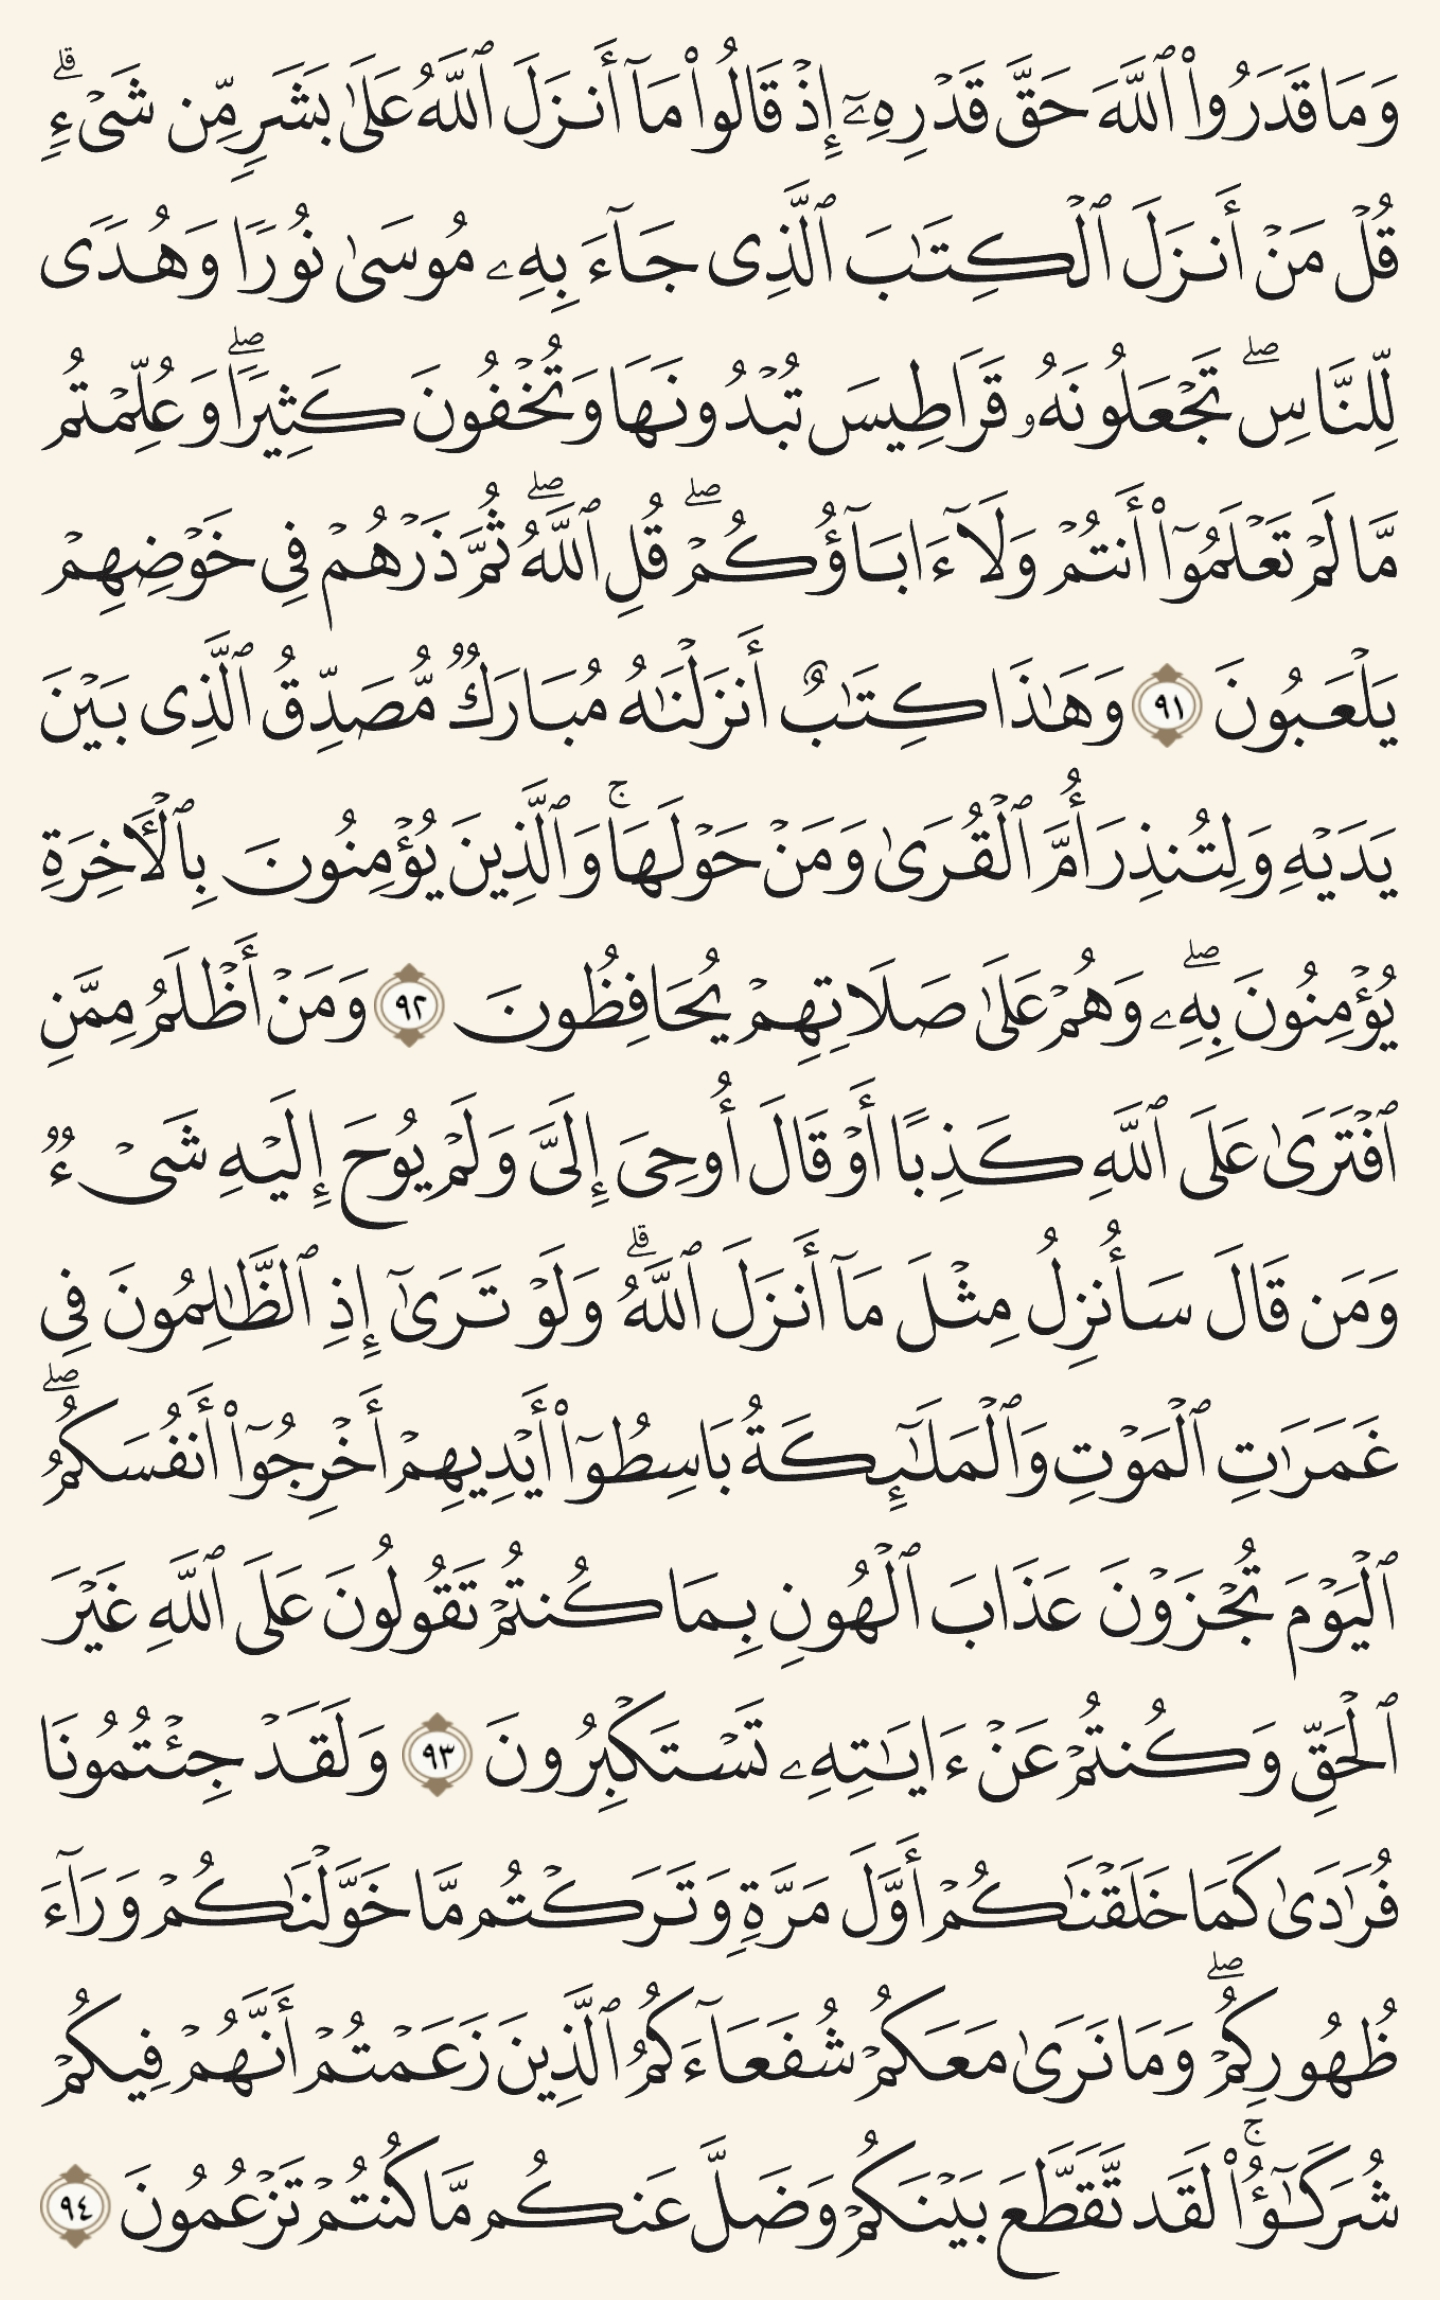 وَمَا قَدَرُوا۟ ٱللَّهَ حَقَّ قَدْرِهِۦٓ إِذْ قَالُوا۟ مَآ أَنزَلَ ٱللَّهُ عَلَىٰ بَشَرٍ مِّن شَىْءٍ ۗ
قُلْ مَنْ أَنزَلَ ٱلْكِتَٰبَ ٱلَّذِى جَآءَ بِهِۦ مُوسَىٰ نُورًا وَهُدًى
لِّلنَّاسِ ۖ تَجْعَلُونَهُۥ قَرَاطِيسَ تُبْدُونَهَا وَتُخْفُونَ كَثِيرًا ۖ وَعُلِّمْتُم
مَّا لَمْ تَعْلَمُوٓا۟ أَنتُمْ وَلَآ ءَابَآؤُكُمْ ۖ قُلِ ٱللَّهُ ۖ ثُمَّ ذَرْهُمْ فِى خَوْضِهِمْ
يَلْعَبُونَ ٩١ وَهَٰذَا كِتَٰبٌ أَنزَلْنَٰهُ مُبَارَكٌ مُّصَدِّقُ ٱلَّذِى بَيْنَ
يَدَيْهِ وَلِتُنذِرَ أُمَّ ٱلْقُرَىٰ وَمَنْ حَوْلَهَا ۚ وَٱلَّذِينَ يُؤْمِنُونَ بِٱلْأَخِرَةِ
يُؤْمِنُونَ بِهِۦ ۖ وَهُمْ عَلَىٰ صَلَاتِهِمْ يُحَافِظُونَ ٩٢ وَمَنْ أَظْلَمُ مِمَّنِ
ٱفْتَرَىٰ عَلَى ٱللَّهِ كَذِبًا أَوْ قَالَ أُوحِىَ إِلَىَّ وَلَمْ يُوحَ إِلَيْهِ شَىْءٌ
وَمَن قَالَ سَأُنزِلُ مِثْلَ مَآ أَنزَلَ ٱللَّهُ ۗ وَلَوْ تَرَىٰٓ إِذِ ٱلظَّٰلِمُونَ فِى
غَمَرَٰتِ ٱلْمَوْتِ وَٱلْمَلَٰٓئِكَةُ بَاسِطُوٓا۟ أَيْدِيهِمْ أَخْرِجُوٓا۟ أَنفُسَكُمُ ۖ
ٱلْيَوْمَ تُجْزَوْنَ عَذَابَ ٱلْهُونِ بِمَا كُنتُمْ تَقُولُونَ عَلَى ٱللَّهِ غَيْرَ
ٱلْحَقِّ وَكُنتُمْ عَنْ ءَايَٰتِهِۦ تَسْتَكْبِرُونَ ٩٣ وَلَقَدْ جِئْتُمُونَا
فُرَٰدَىٰ كَمَا خَلَقْنَٰكُمْ أَوَّلَ مَرَّةٍ وَتَرَكْتُم مَّا خَوَّلْنَٰكُمْ وَرَآءَ
ظُهُورِكُمْ ۖ وَمَا نَرَىٰ مَعَكُمْ شُفَعَآءَكُمُ ٱلَّذِينَ زَعَمْتُمْ أَنَّهُمْ فِيكُمْ
شُرَكَٰٓؤُا۟ ۚ لَقَد تَّقَطَّعَ بَيْنَكُمْ وَضَلَّ عَنكُم مَّا كُنتُمْ تَزْعُمُونَ ٩٤